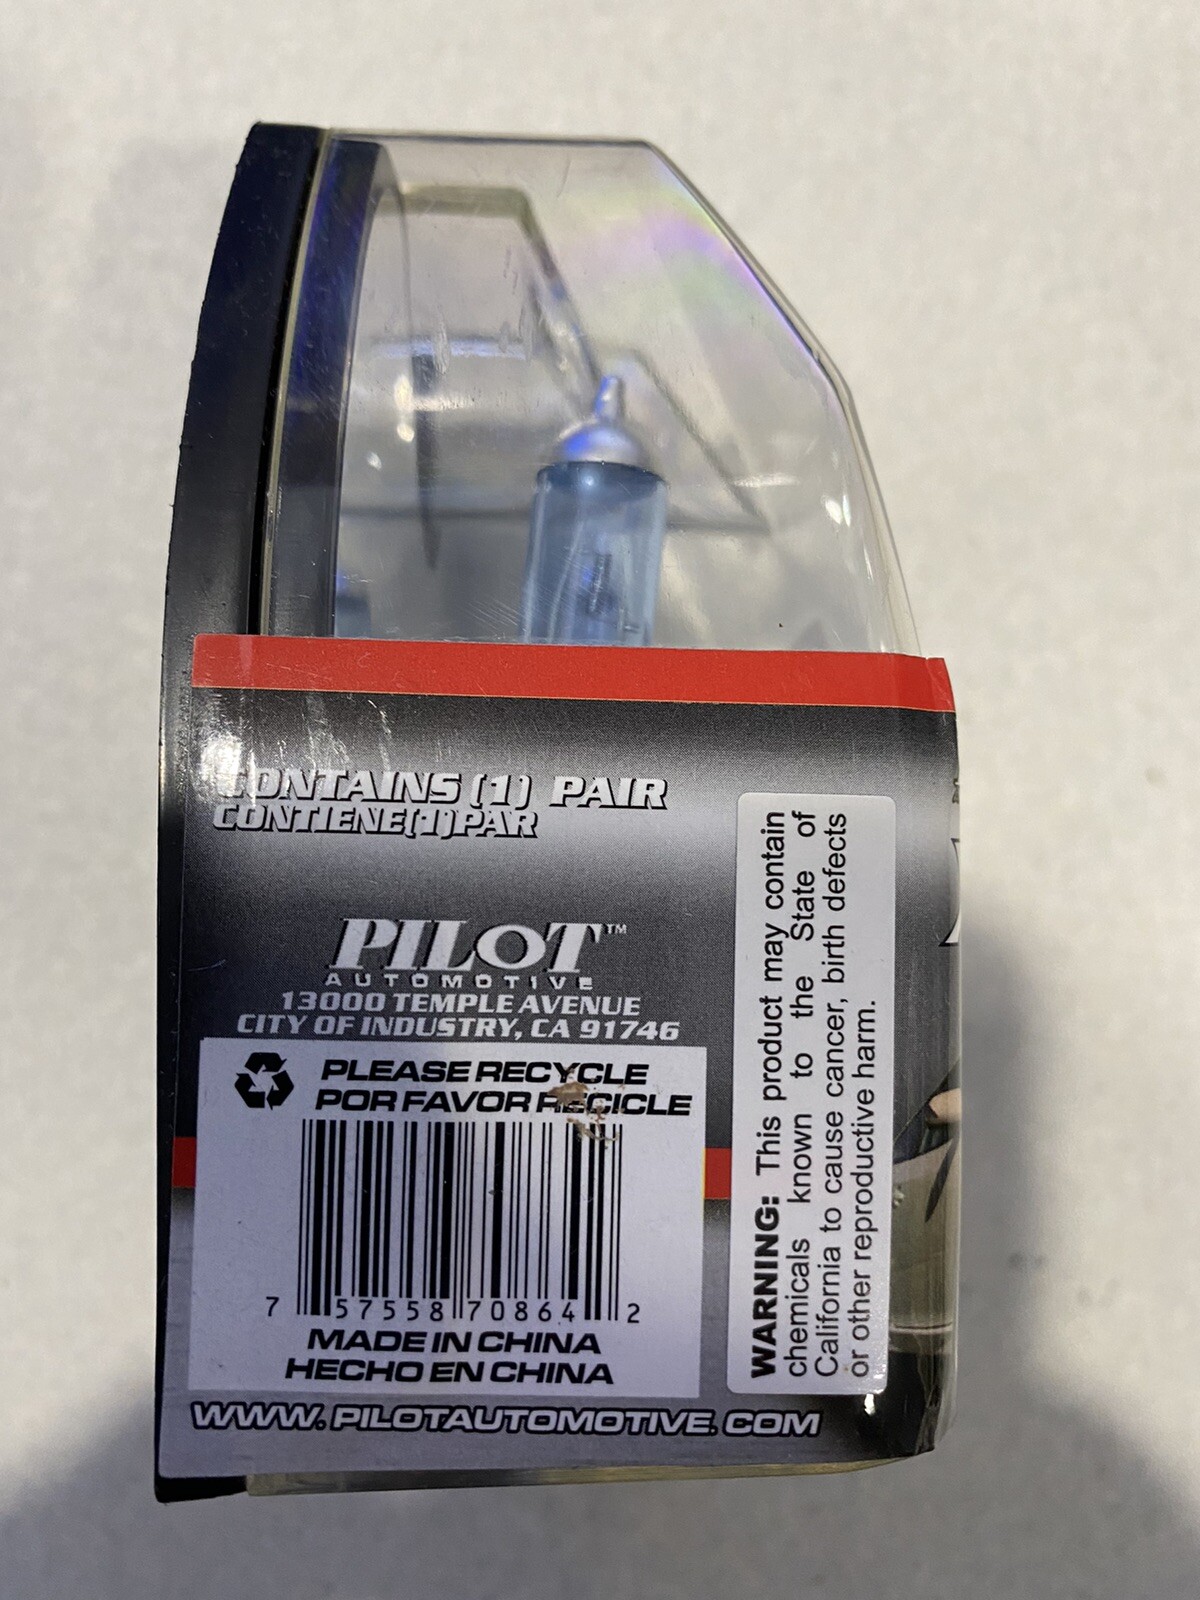 CONTAINS (1) PAIR
CONTIENE(1)PAR
PILOT™
AUTOMOTIVE
13000 TEMPLE AVENUE
CITY OF INDUSTRY, CA 91746
PLEASE RECYCLE
POR FAVOR RECICLE
7 57558 70864 2
MADE IN CHINA
HECHO EN CHINA
WWW.PILOTAUTOMOTIVE.COM
WARNING: This product may contain
chemicals known to the State of
California to cause cancer, birth defects
or other reproductive harm.